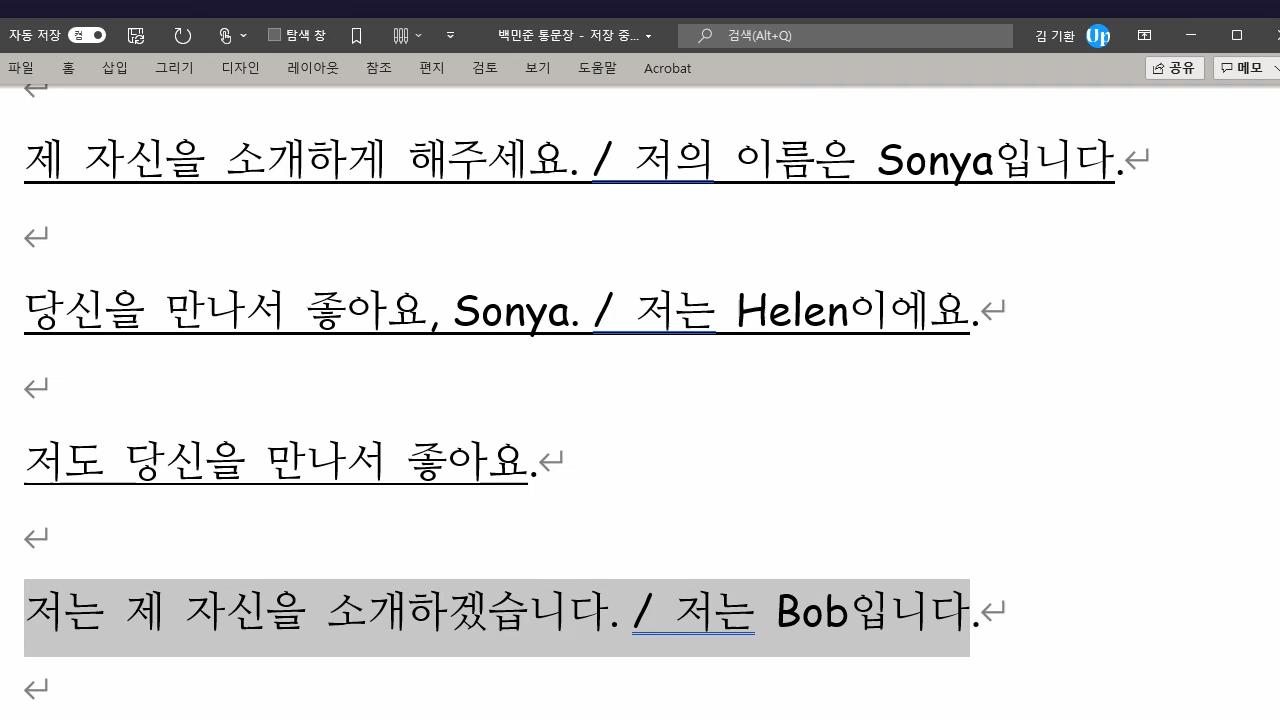 자동 저장 컴 탐색 창 백민준 통문장 - 저장 중... 검색(Alt+Q) 김 기환 Up
파일 홈 삽입 그리기 디자인 레이아웃 참조 편지 검토 보기 도움말 Acrobat 공유 메모
제 자신을 소개하게 해주세요. / 저의 이름은 Sonya입니다.
당신을 만나서 좋아요, Sonya. / 저는 Helen이에요.
저도 당신을 만나서 좋아요.
저는 제 자신을 소개하겠습니다. / 저는 Bob입니다.